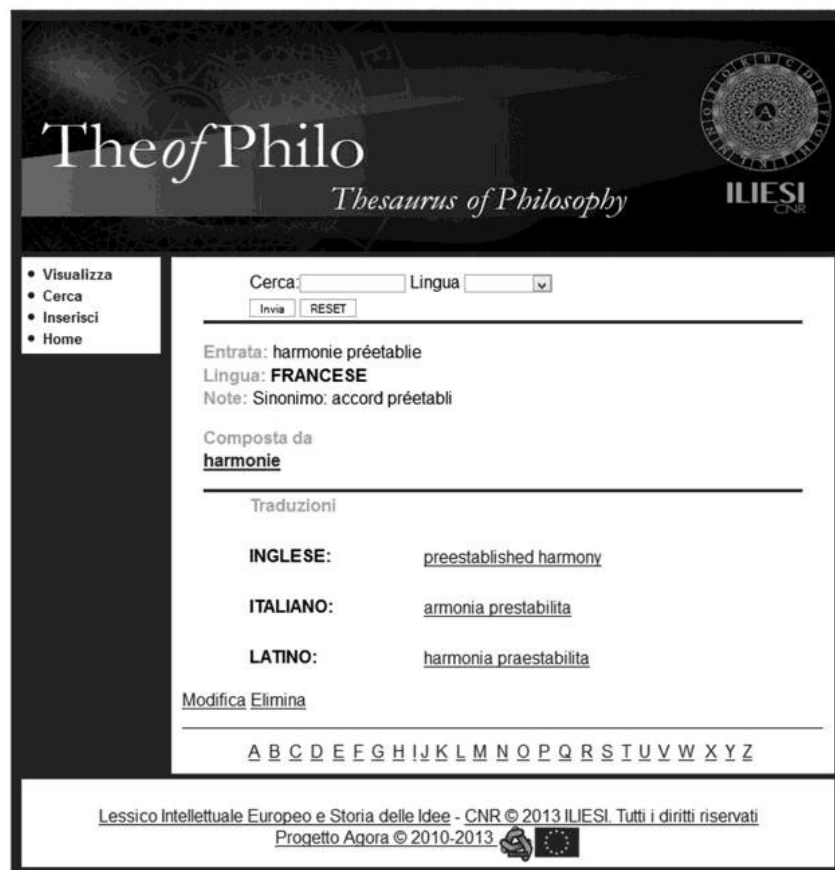 Theof Philo
Thesaurus of Philosophy
ILIESI
CNR
Visualizza
Cerca
Inserisci
Home
Cerca: Lingua
Invia RESET
Entrata: harmonie préetablie
Lingua: FRANCESE
Note: Sinonimo: accord préetabli
Composta da
harmonie
Traduzioni
INGLESE: preestablished harmony
ITALIANO: armonia prestabilita
LATINO: harmonia praestabilita
Modifica Elimina
A B C D E F G H I J K L M N O P Q R S T U V W X Y Z
Lessico Intellettuale Europeo e Storia delle Idee - CNR © 2013 ILIESI. Tutti i diritti riservati
Progetto Agora © 2010-2013